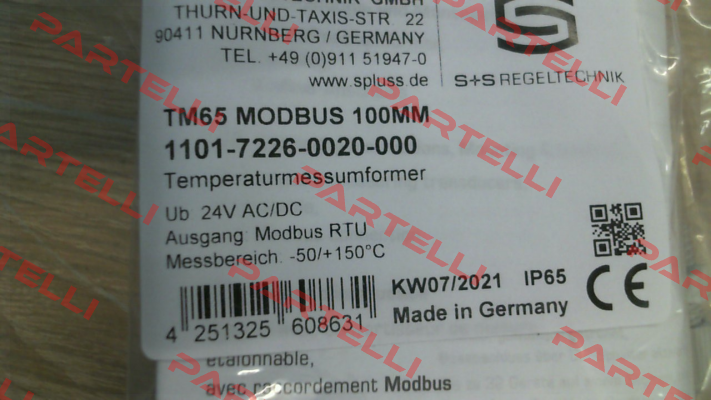 THURN-UND-TAXIS-STR. 22
90411 NÜRNBERG / GERMANY
TEL. +49 (0)911 51947-0
www.spluss.de
S+S REGELTECHNIK
TM65 MODBUS 100MM
1101-7226-0020-000
Temperaturmessumformer
Ub 24V AC/DC
Ausgang Modbus RTU
Messbereich -50/+150°C
KW07/2021 IP65
CE
Made in Germany
4 251325 608631
étalonnable,
avec raccordement Modbus
PARTELLI